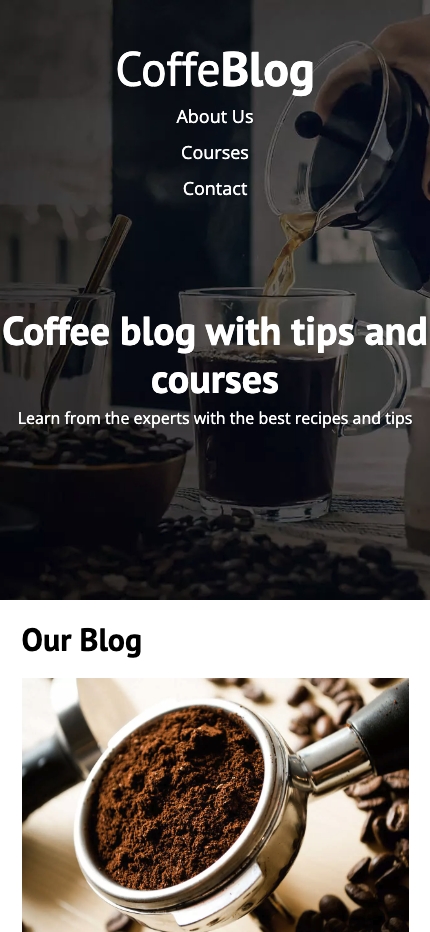 CoffeBlog
About Us
Courses
Contact
Coffee blog with tips and
courses
Learn from the experts with the best recipes and tips
Our Blog